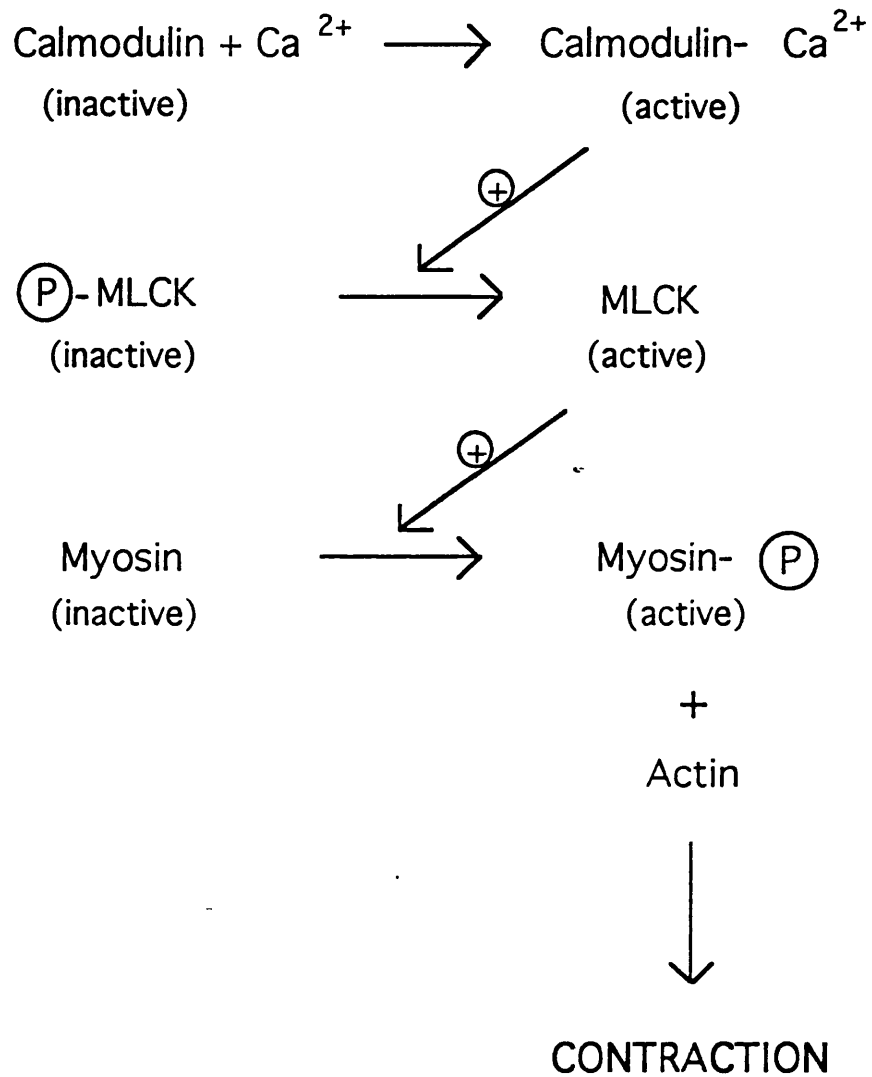 Calmodulin + Ca 2+ Calmodulin- Ca 2+
(inactive) (active)
+
P - MLCK MLCK
(inactive) (active)
+
Myosin Myosin- P
(inactive) (active)
+
Actin
CONTRACTION